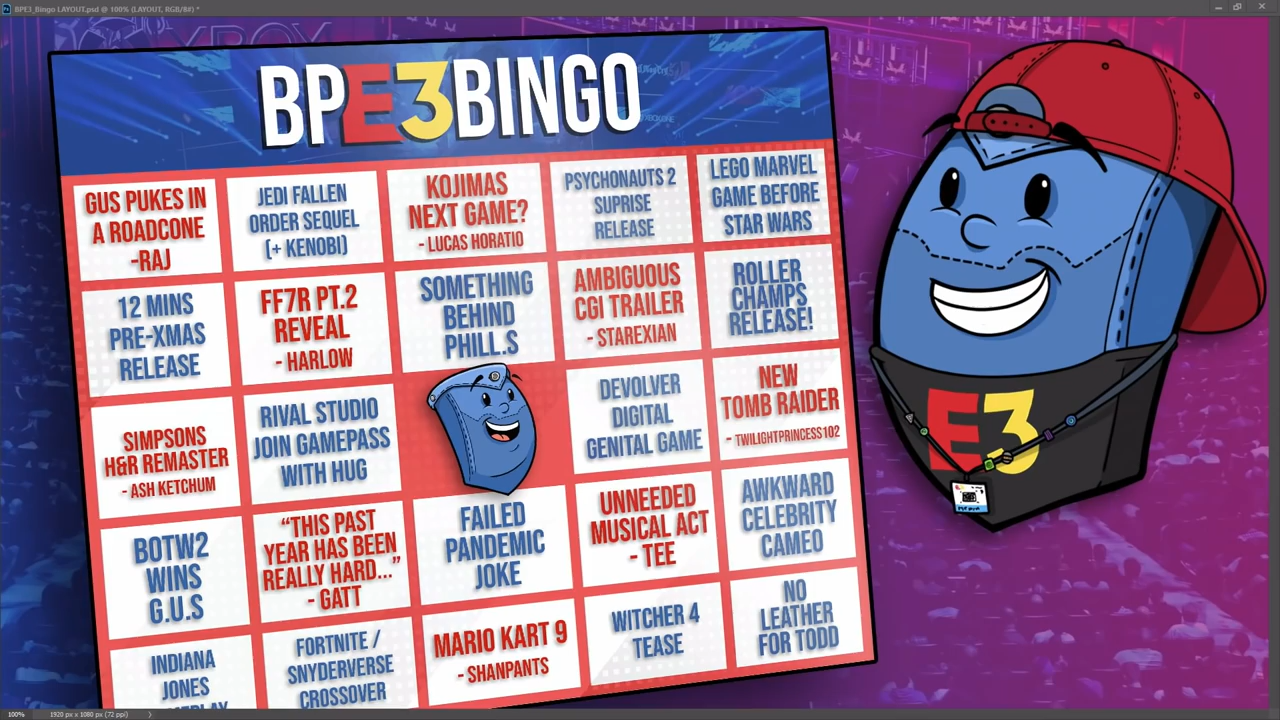 BPE3_Bingo LAYOUT.psd @ 100% (LAYOUT, RGB/8#) *
XBOX
BPE3BINGO
GUS PUKES IN
A ROADCONE
-RAJ
JEDI FALLEN
ORDER SEQUEL
(+ KENOBI)
KOJIMAS
NEXT GAME?
- LUCAS HORATIO
PSYCHONAUTS 2
SUPRISE
RELEASE
LEGO MARVEL
GAME BEFORE
STAR WARS
12 MINS
PRE-XMAS
RELEASE
FF7R PT.2
REVEAL
- HARLOW
SOMETHING
BEHIND
PHILL.S
AMBIGUOUS
CGI TRAILER
- STAREXIAN
ROLLER
CHAMPS
RELEASE!
SIMPSONS
H&R REMASTER
- ASH KETCHUM
RIVAL STUDIO
JOIN GAMEPASS
WITH HUG
DEVOLVER
DIGITAL
GENITAL GAME
NEW
TOMB RAIDER
- TWILIGHTPRINCESS102
BOTW2
WINS
G.U.S
“THIS PAST
YEAR HAS BEEN
REALLY HARD...”
- GATT
FAILED
PANDEMIC
JOKE
UNNEEDED
MUSICAL ACT
- TEE
AWKWARD
CELEBRITY
CAMEO
INDIANA
JONES
FORTNITE /
SNYDERVERSE
CROSSOVER
MARIO KART 9
- SHANPANTS
WITCHER 4
TEASE
NO
LEATHER
FOR TODD
E3
100%
1920 px x 1080 px (72 ppi)